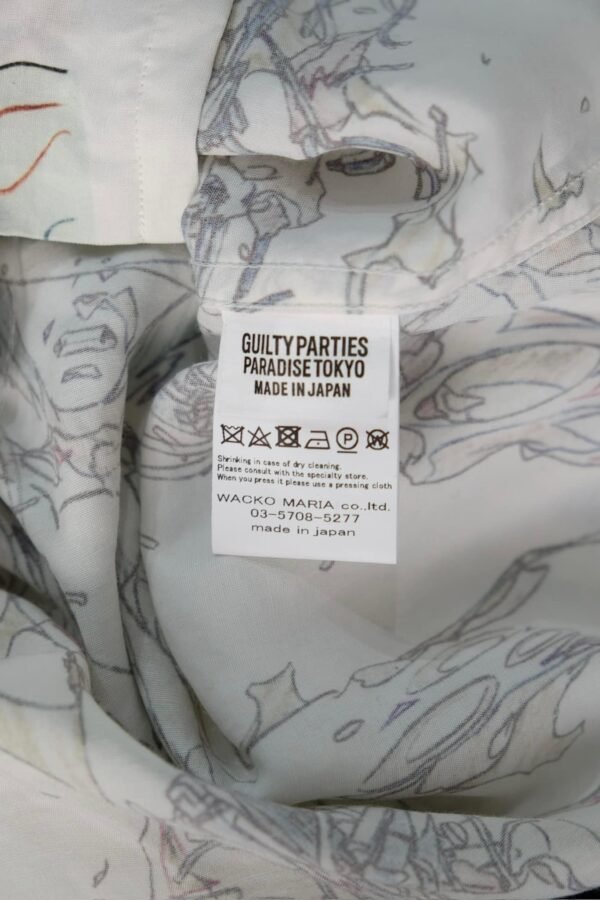 GUILTY PARTIES
PARADISE TOKYO
MADE IN JAPAN
P
W
Shrinking in case of dry cleaning.
Please consult with the specialty store.
When you press it please use a pressing cloth
WACKO MARIA co.,ltd.
03-5708-5277
made in japan